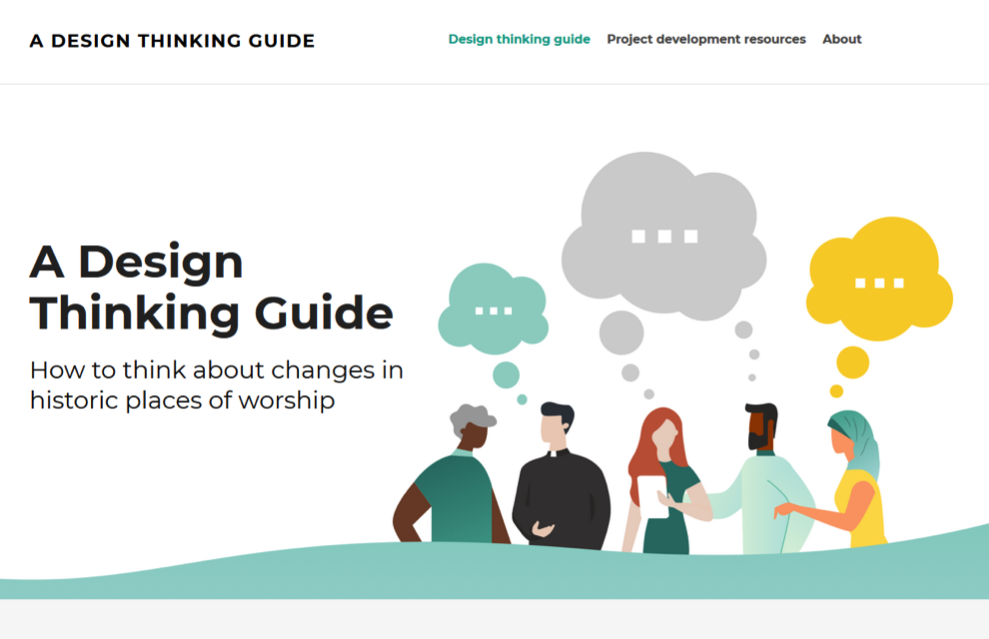 A DESIGN THINKING GUIDE
Design thinking guide Project development resources About
A Design
Thinking Guide
How to think about changes in
historic places of worship